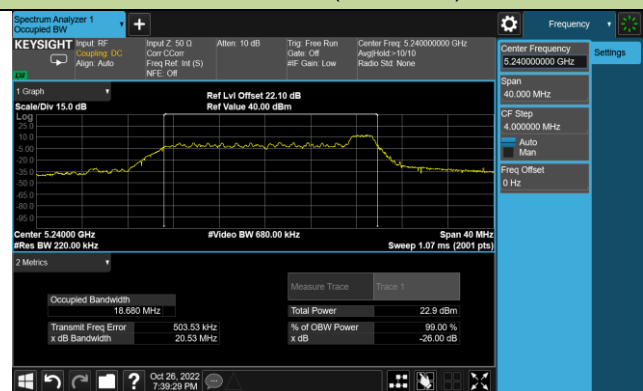 Spectrum Analyzer 1
Occupied BW
Frequency
KEYSIGHT
Input: RF
Coupling: DC
Align: Auto
Input Z: 50 Ω
Corr CCorr
Freq Ref: Int (S)
NFE: Off
Atten: 10 dB
Trig: Free Run
Gate: Off
#IF Gain: Low
Center Freq: 5.240000000 GHz
Avg|Hold:>10/10
Radio Std: None
Center Frequency
5.240000000 GHz
Settings
Span
40.000 MHz
CF Step
4.000000 MHz
Auto
Man
Freq Offset
0 Hz
1 Graph
Scale/Div 15.0 dB
Ref Lvl Offset 22.10 dB
Ref Value 40.00 dBm
Log
25.0
10.0
-5.00
-20.0
-35.0
-50.0
-65.0
-80.0
-95.0
Center 5.24000 GHz
#Res BW 220.00 kHz
#Video BW 680.00 kHz
Span 40 MHz
Sweep 1.07 ms (2001 pts)
2 Metrics
Measure Trace
Trace 1
Occupied Bandwidth
18.680 MHz
Total Power
22.9 dBm
Transmit Freq Error
503.53 kHz
% of OBW Power
99.00 %
x dB Bandwidth
20.53 MHz
x dB
-26.00 dB
Oct 26, 2022
7:39:29 PM